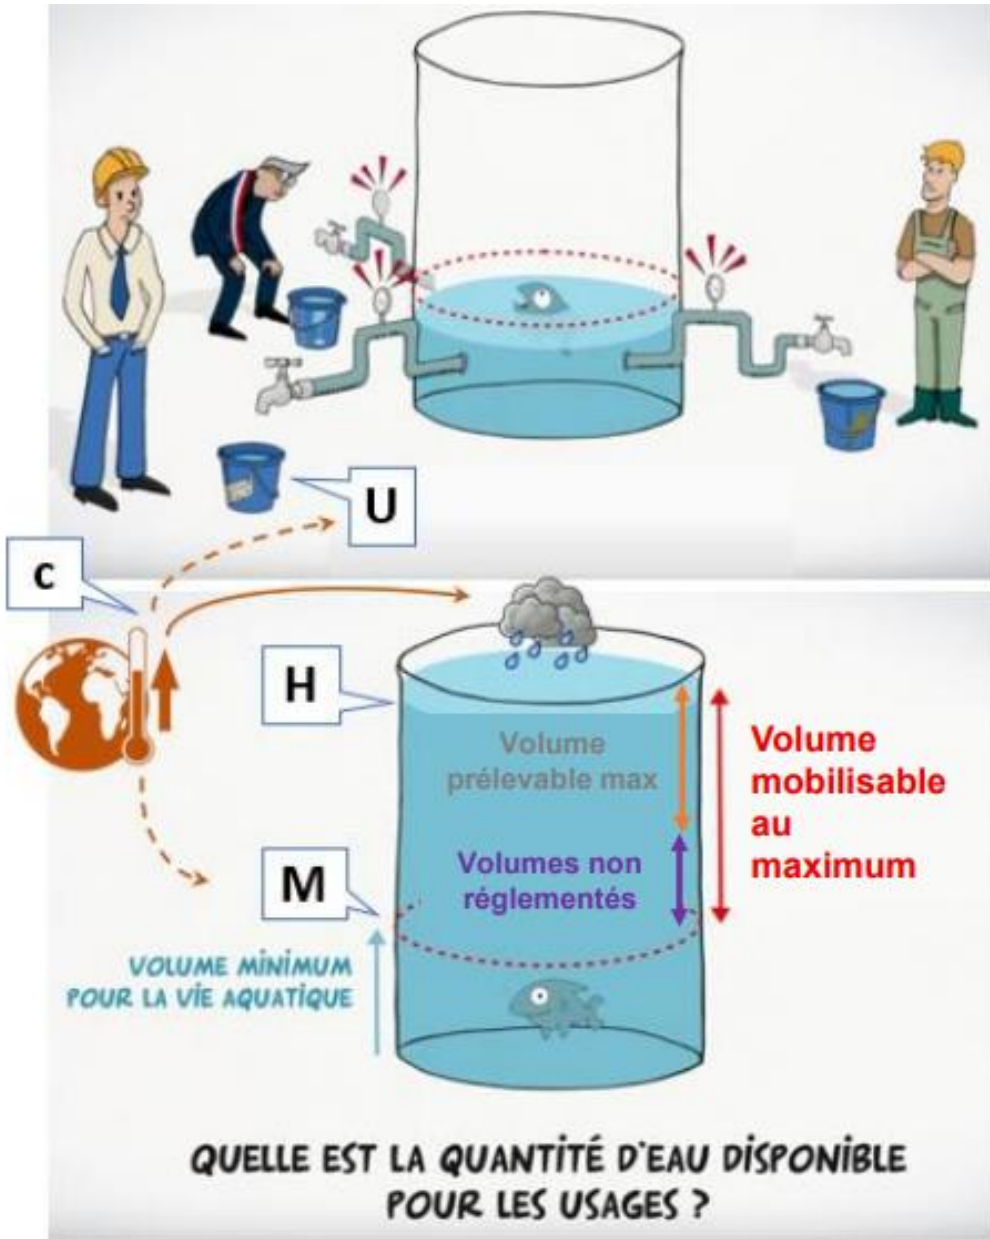 U
c
H
Volume
prélevable max
Volume
mobilisable
au
maximum
Volumes non
réglementés
M
VOLUME MINIMUM
POUR LA VIE AQUATIQUE
QUELLE EST LA QUANTITÉ D'EAU DISPONIBLE
POUR LES USAGES ?